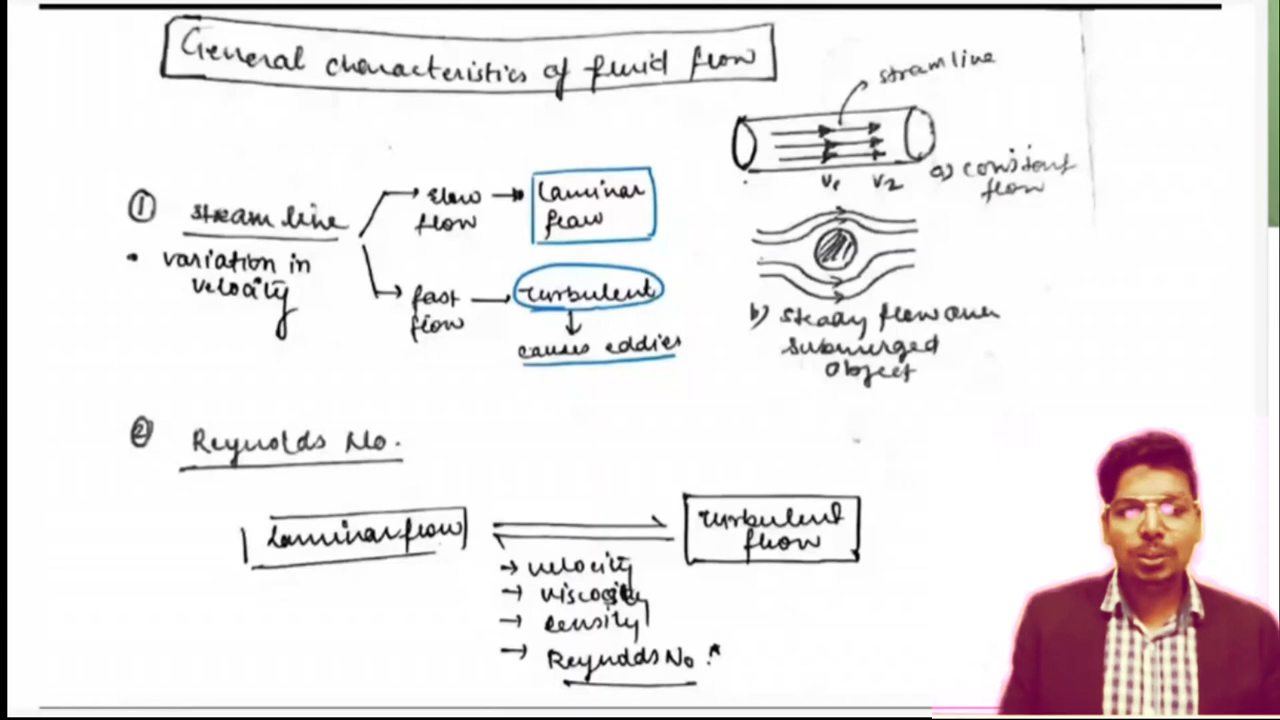 General characteristics of fluid flow
streamline
V1 V2
a) constant
flow
① stream line
• variation in
velocity
slow
flow
Laminar
flow
fast
flow
turbulent
causes eddies
b) steady flow over
submerged
object
② Reynolds No.
Laminar flow
turbulent
flow
→ velocity
→ viscosity
→ density
→ Reynolds No.*